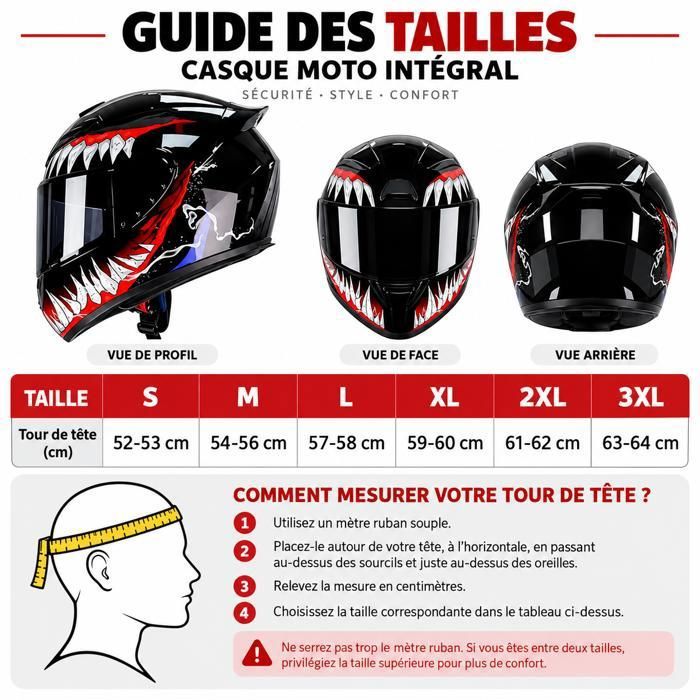 GUIDE DES TAILLES
CASQUE MOTO INTÉGRAL
SÉCURITÉ · STYLE · CONFORT
VUE DE PROFIL
VUE DE FACE
VUE ARRIÈRE
TAILLE S M L XL 2XL 3XL
Tour de tête (cm) 52-53 cm 54-56 cm 57-58 cm 59-60 cm 61-62 cm 63-64 cm
COMMENT MESURER VOTRE TOUR DE TÊTE ?
1 Utilisez un mètre ruban souple.
2 Placez-le autour de votre tête, à l'horizontale, en passant
au-dessus des sourcils et juste au-dessus des oreilles.
3 Relevez la mesure en centimètres.
4 Choisissez la taille correspondante dans le tableau ci-dessus.
Ne serrez pas trop le mètre ruban. Si vous êtes entre deux tailles,
privilégiez la taille supérieure pour plus de confort.